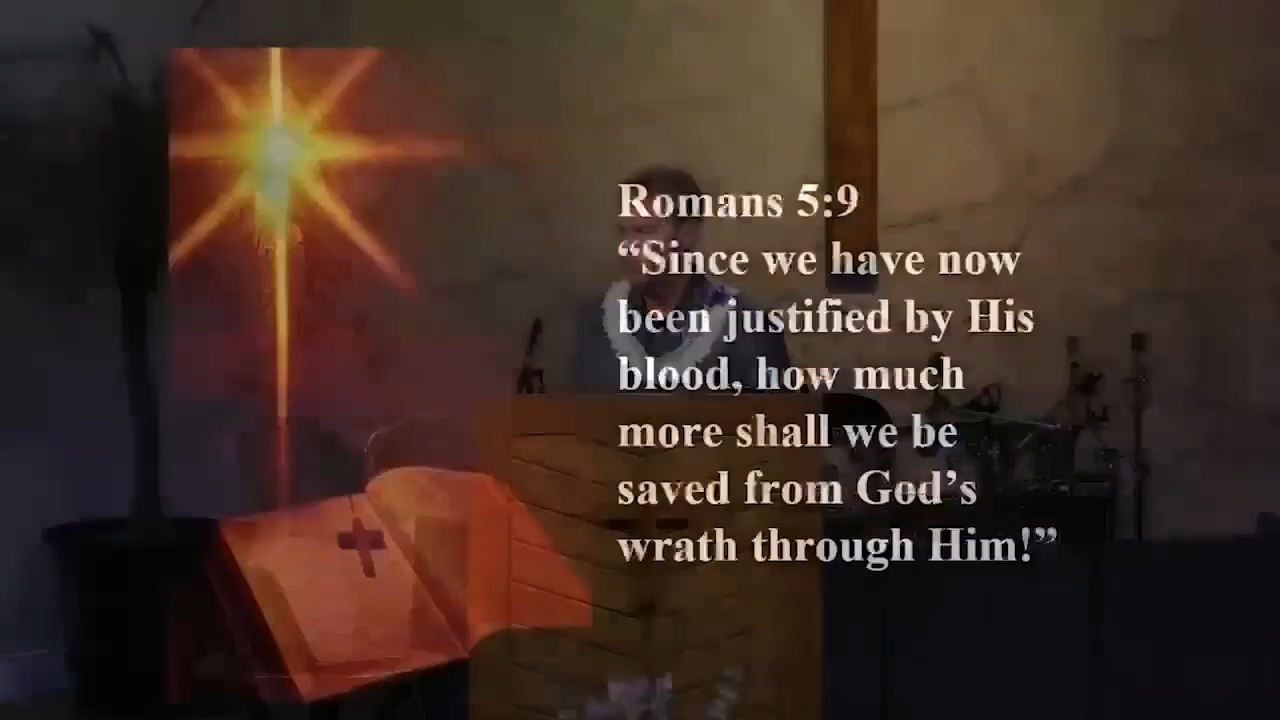 Romans 5:9
“Since we have now
been justified by His
blood, how much
more shall we be
saved from God’s
wrath through Him!”